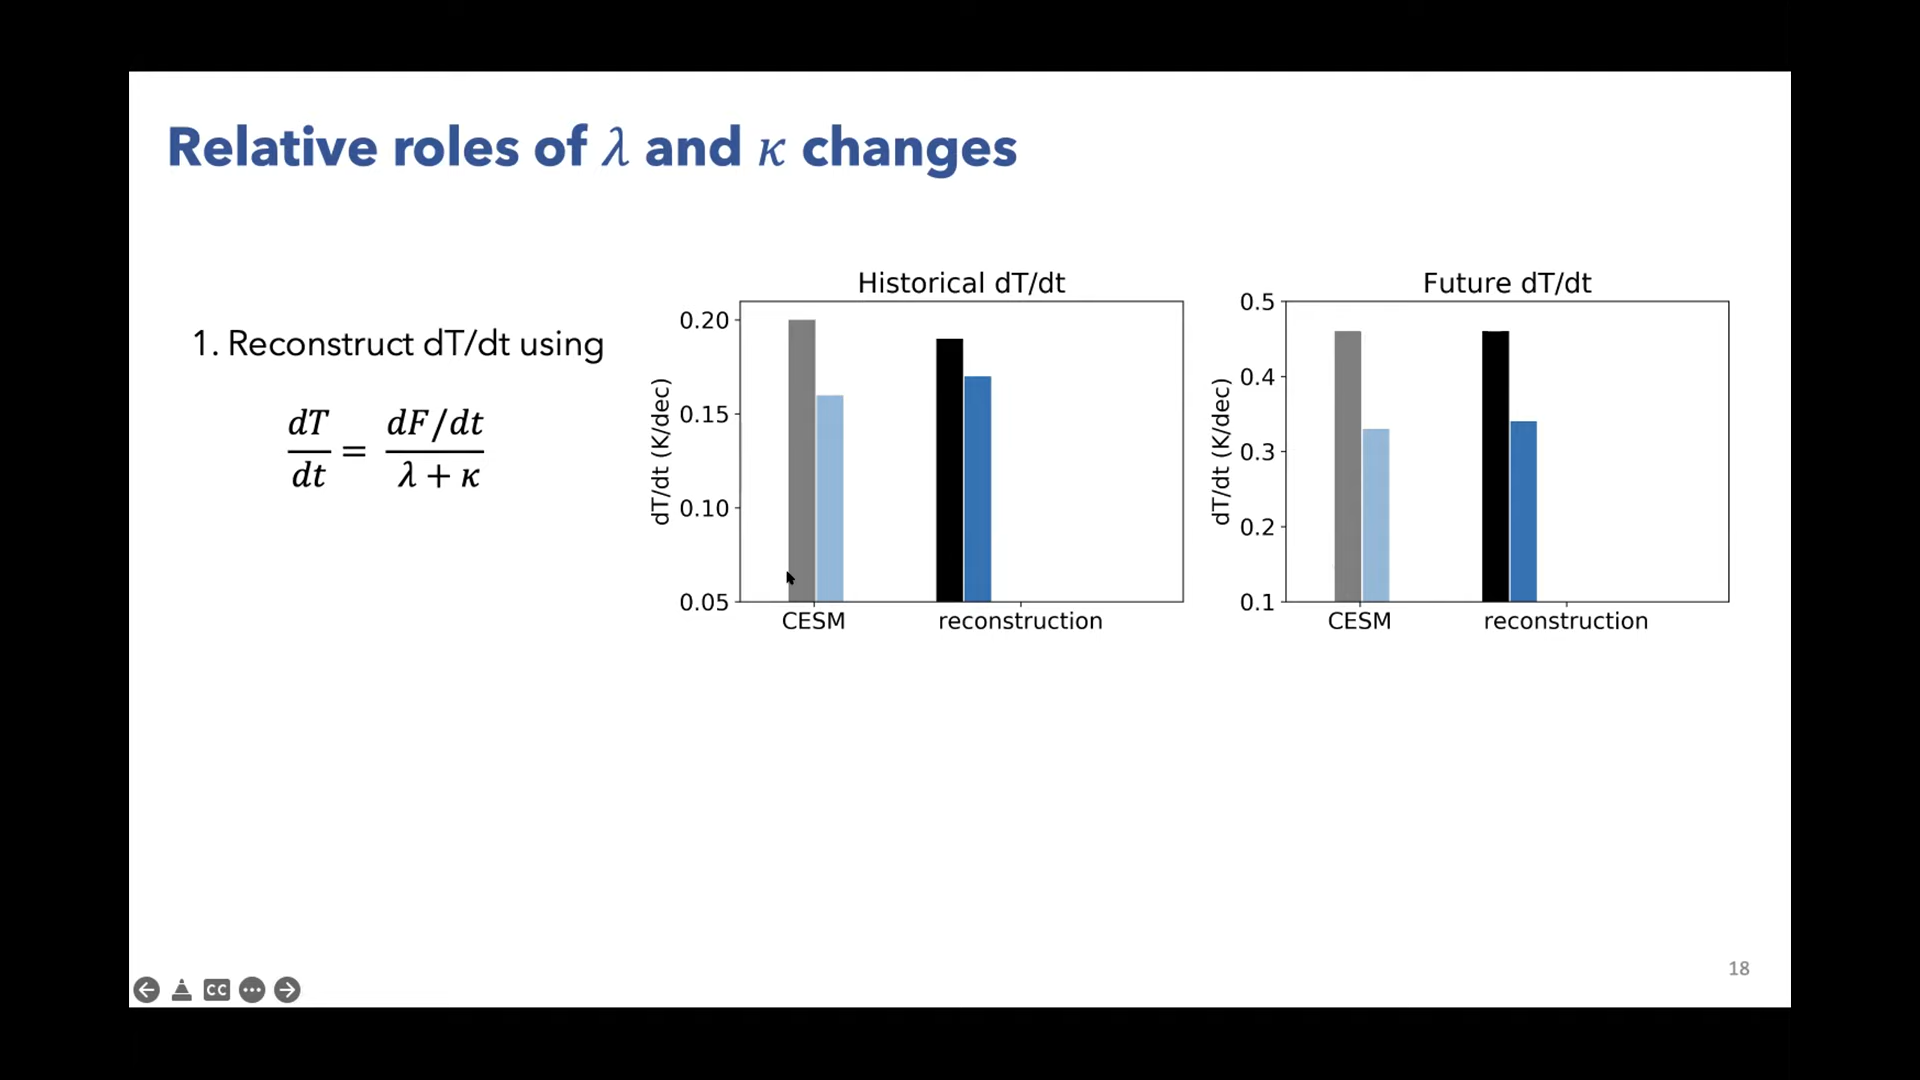 Relative roles of λ and κ changes
1. Reconstruct dT/dt using
dT/dt = dF/dt / λ + κ
Historical dT/dt
dT/dt (K/dec)
0.20
0.15
0.10
0.05
CESM
reconstruction
Future dT/dt
dT/dt (K/dec)
0.5
0.4
0.3
0.2
0.1
CESM
reconstruction
18
CC